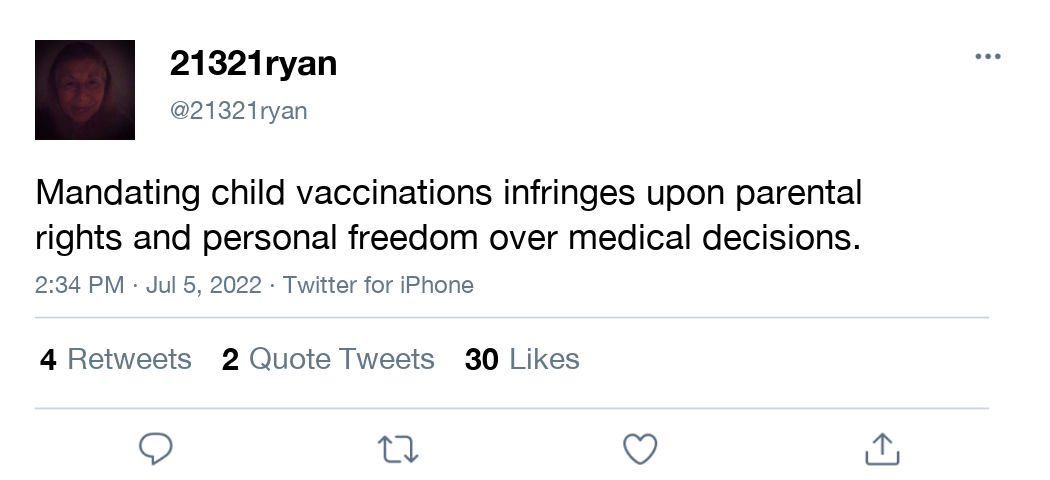 21321ryan
@21321ryan
Mandating child vaccinations infringes upon parental
rights and personal freedom over medical decisions.
2:34 PM · Jul 5, 2022 · Twitter for iPhone
4 Retweets 2 Quote Tweets 30 Likes